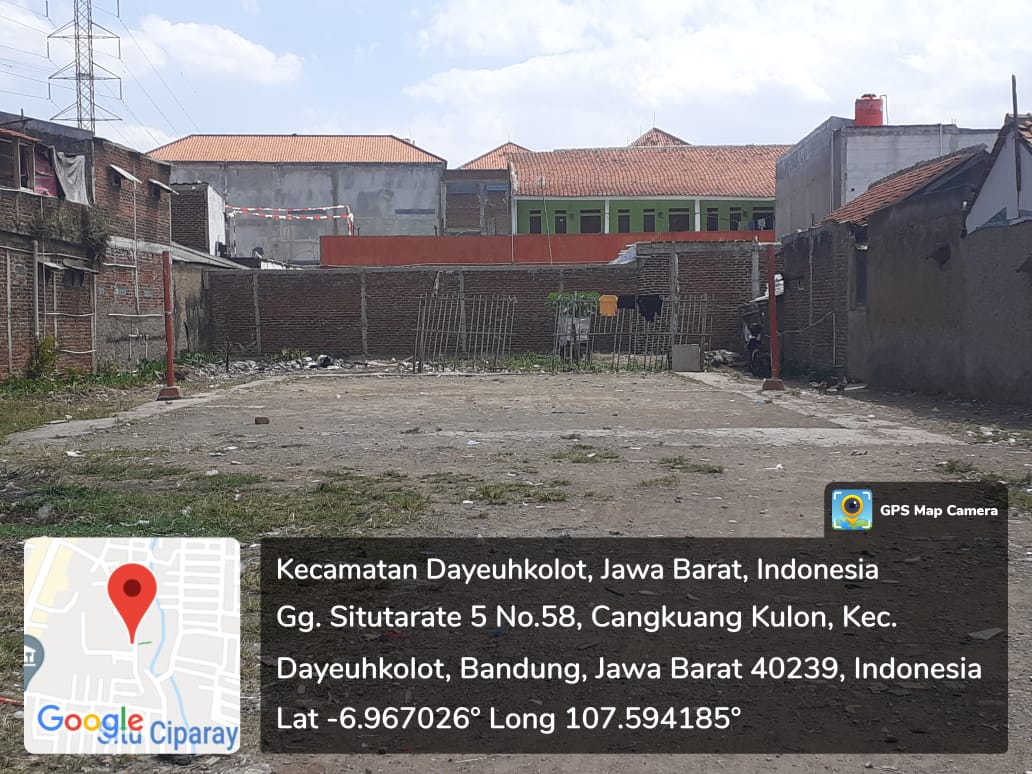 GPS Map Camera
Kecamatan Dayeuhkolot, Jawa Barat, Indonesia
Gg. Situtarate 5 No.58, Cangkuang Kulon, Kec.
Dayeuhkolot, Bandung, Jawa Barat 40239, Indonesia
Lat -6.967026° Long 107.594185°
Google
Situ Ciparay